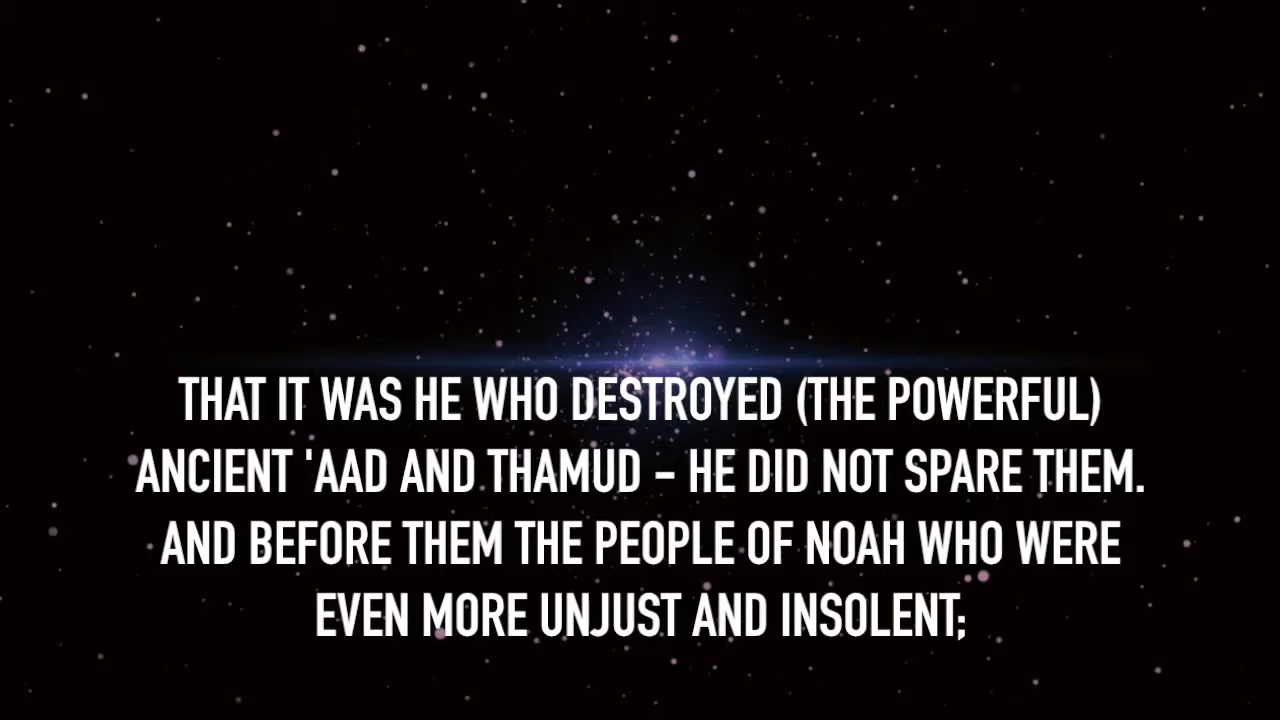 THAT IT WAS HE WHO DESTROYED (THE POWERFUL)
ANCIENT 'AAD AND THAMUD - HE DID NOT SPARE THEM.
AND BEFORE THEM THE PEOPLE OF NOAH WHO WERE
EVEN MORE UNJUST AND INSOLENT;